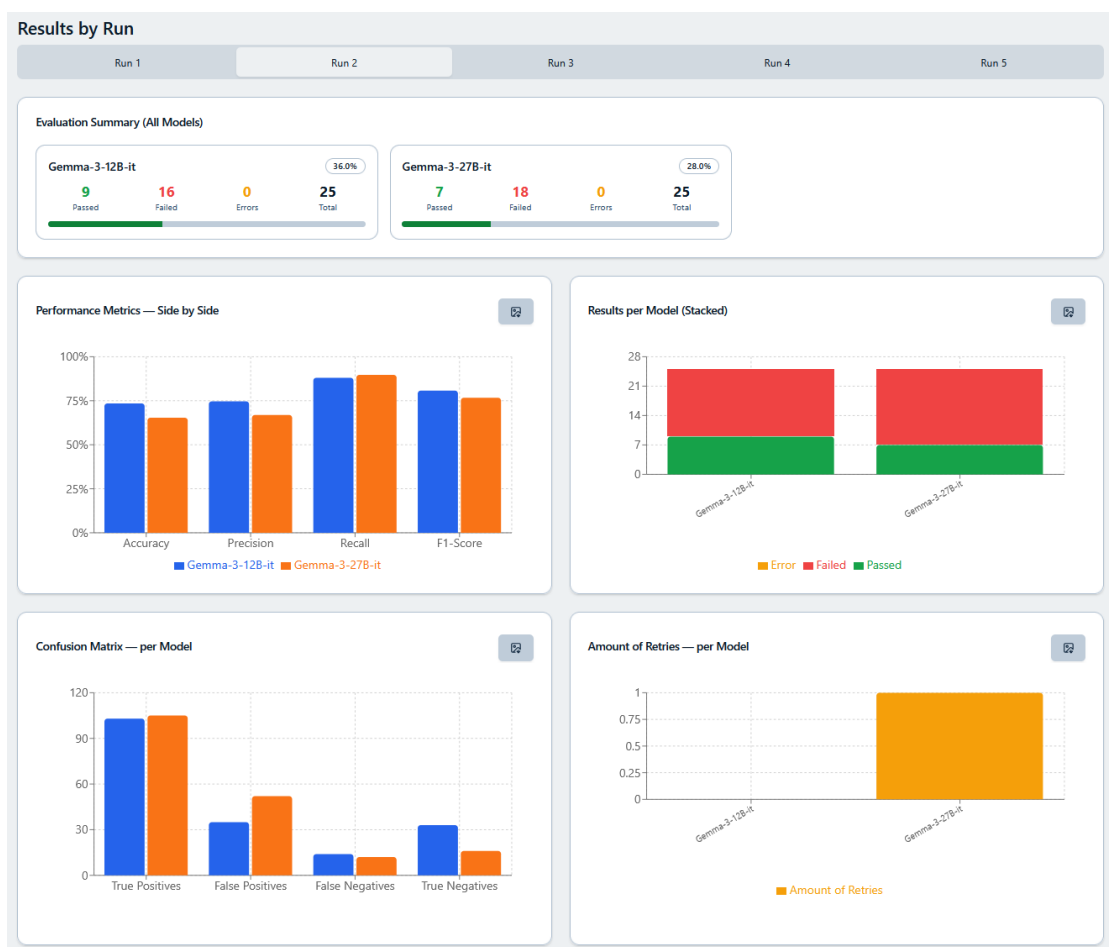 Results by Run
Run 1 Run 2 Run 3 Run 4 Run 5
Evaluation Summary (All Models)
Gemma-3-12B-it 36.0%
9 16 0 25
Passed Failed Errors Total
Gemma-3-27B-it 28.0%
7 18 0 25
Passed Failed Errors Total
Performance Metrics — Side by Side
100%
75%
50%
25%
0%
Accuracy Precision Recall F1-Score
Gemma-3-12B-it Gemma-3-27B-it
Results per Model (Stacked)
28
21
14
7
0
Gemma-3-12B-it Gemma-3-27B-it
Error Failed Passed
Confusion Matrix — per Model
120
90
60
30
0
True Positives False Positives False Negatives True Negatives
Amount of Retries — per Model
1
0.75
0.5
0.25
0
Gemma-3-12B-it Gemma-3-27B-it
Amount of Retries